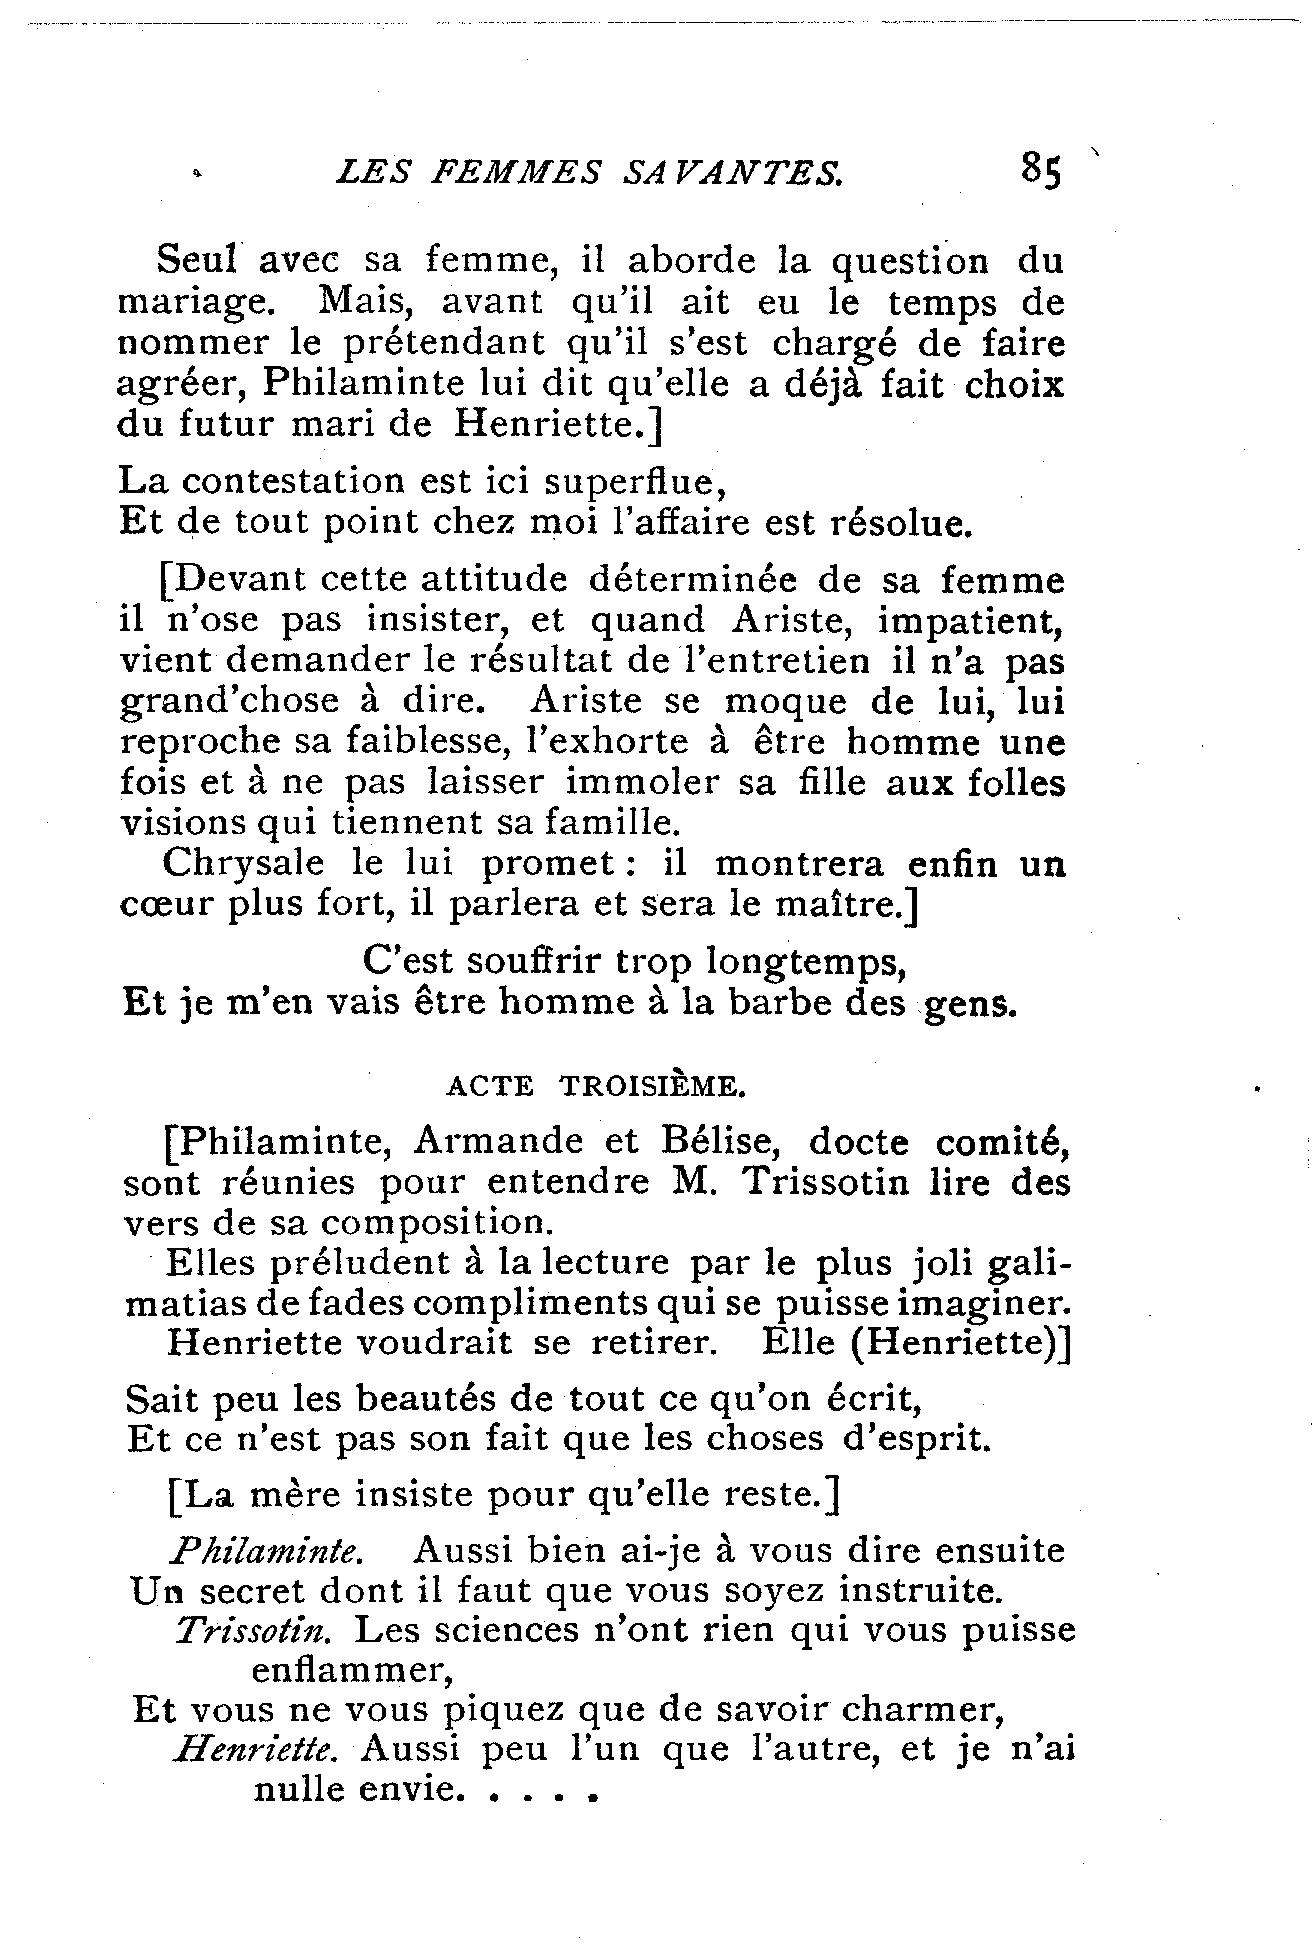 LES FEMMES SAVANTES. 85
Seul avec sa femme, il aborde la question du
mariage. Mais, avant qu'il ait eu le temps de
nommer le prétendant qu'il s'est chargé de faire
agréer, Philaminte lui dit qu'elle a déjà fait choix
du futur mari de Henriette.]
La contestation est ici superflue,
Et de tout point chez moi l'affaire est résolue.
[Devant cette attitude déterminée de sa femme
il n'ose pas insister, et quand Ariste, impatient,
vient demander le résultat de l'entretien il n'a pas
grand'chose à dire. Ariste se moque de lui, lui
reproche sa faiblesse, l'exhorte à être homme une
fois et à ne pas laisser immoler sa fille aux folles
visions qui tiennent sa famille.
Chrysale le lui promet : il montrera enfin un
cœur plus fort, il parlera et sera le maître.]
C'est souffrir trop longtemps,
Et je m'en vais être homme à la barbe des gens.
ACTE TROISIÈME.
[Philaminte, Armande et Bélise, docte comité,
sont réunies pour entendre M. Trissotin lire des
vers de sa composition.
Elles préludent à la lecture par le plus joli gali-
matias de fades compliments qui se puisse imaginer.
Henriette voudrait se retirer. Elle (Henriette)]
Sait peu les beautés de tout ce qu'on écrit,
Et ce n'est pas son fait que les choses d'esprit.
[La mère insiste pour qu'elle reste.]
Philaminte. Aussi bien ai-je à vous dire ensuite
Un secret dont il faut que vous soyez instruite.
Trissotin. Les sciences n'ont rien qui vous puisse
enflammer,
Et vous ne vous piquez que de savoir charmer,
Henriette. Aussi peu l'un que l'autre, et je n'ai
nulle envie. . . . .